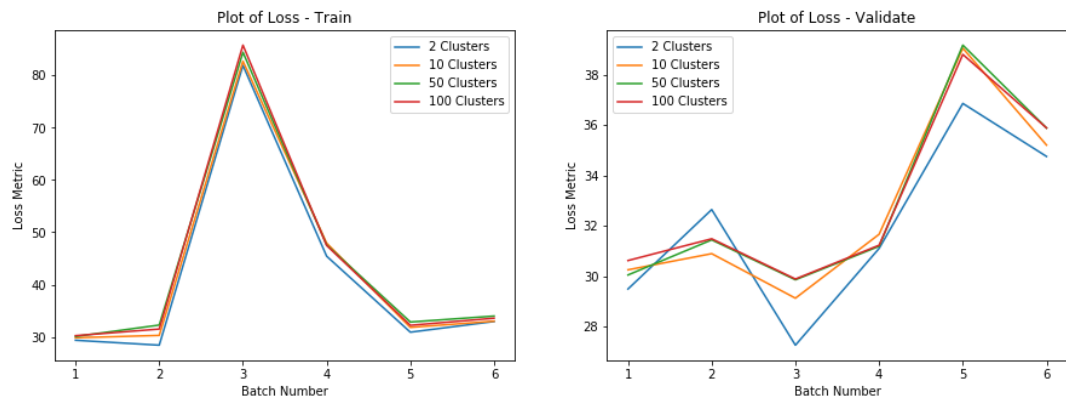 Plot of Loss - Train
80
70
60
50
40
30
Loss Metric
1 2 3 4 5 6
Batch Number
2 Clusters
10 Clusters
50 Clusters
100 Clusters
Plot of Loss - Validate
38
36
34
32
30
28
Loss Metric
1 2 3 4 5 6
Batch Number
2 Clusters
10 Clusters
50 Clusters
100 Clusters